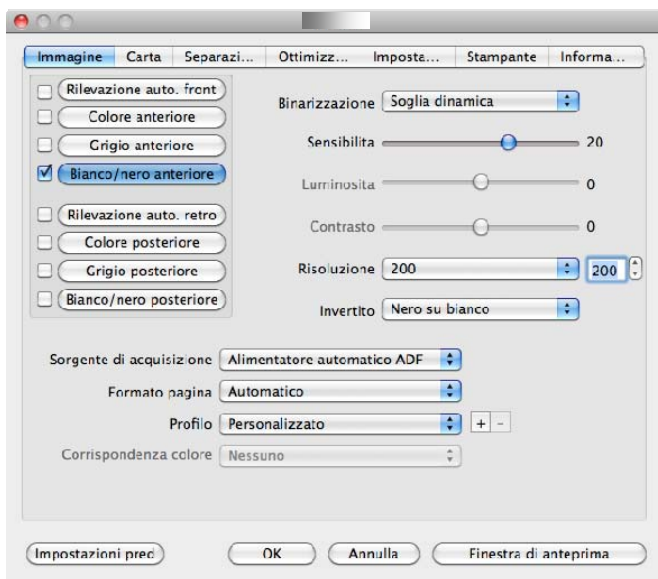 Immagine Carta Separazi... Ottimizz... Imposta... Stampante Informa...
Rilevazione auto. front
Colore anteriore
Grigio anteriore
Bianco/nero anteriore
Rilevazione auto. retro
Colore posteriore
Grigio posteriore
Bianco/nero posteriore
Binarizzazione Soglia dinamica
Sensibilita 20
Luminosita 0
Contrasto 0
Risoluzione 200 200
Invertito Nero su bianco
Sorgente di acquisizione Alimentatore automatico ADF
Formato pagina Automatico
Profilo Personalizzato + -
Corrispondenza colore Nessuno
Impostazioni pred OK Annulla Finestra di anteprima